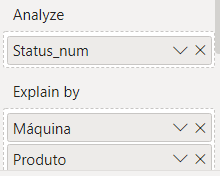 Analyze
Status_num
Explain by
Máquina
Produto